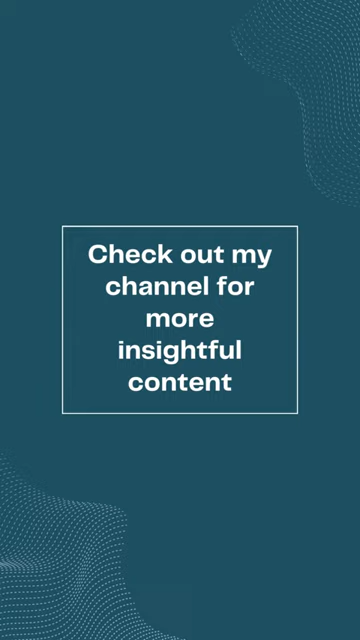 Check out my
channel for
more
insightful
content